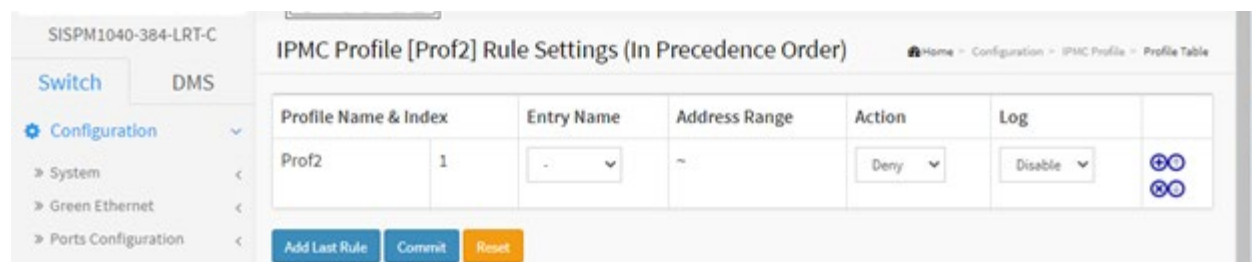 SISPM1040-384-LRT-C
Switch DMS
Configuration
» System
» Green Ethernet
» Ports Configuration
IPMC Profile [Prof2] Rule Settings (In Precedence Order)
Home > Configuration > IPMC Profile > Profile Table
Profile Name & Index Entry Name Address Range Action Log
Prof2 1 - ~ Deny Disable
Add Last Rule Commit Reset